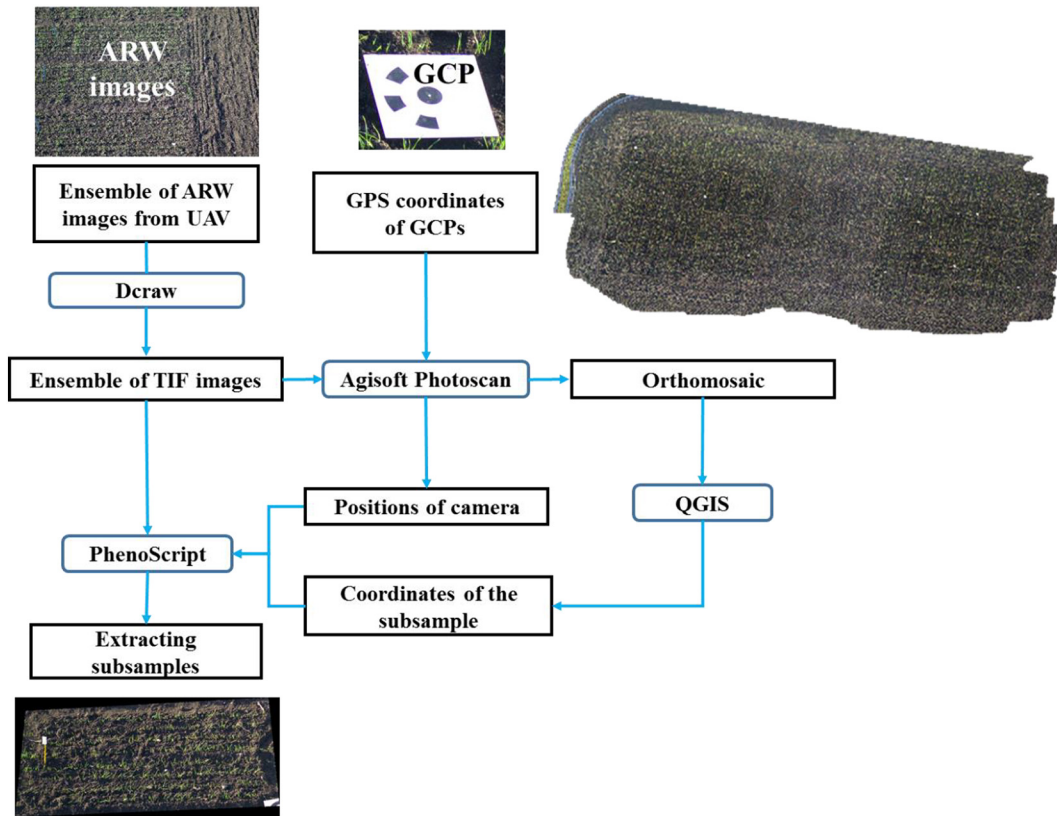 ARW
images
GCP
Ensemble of ARW
images from UAV
GPS coordinates
of GCPs
Dcraw
Ensemble of TIF images
Agisoft Photoscan
Orthomosaic
Positions of camera
QGIS
PhenoScript
Coordinates of the
subsample
Extracting
subsamples